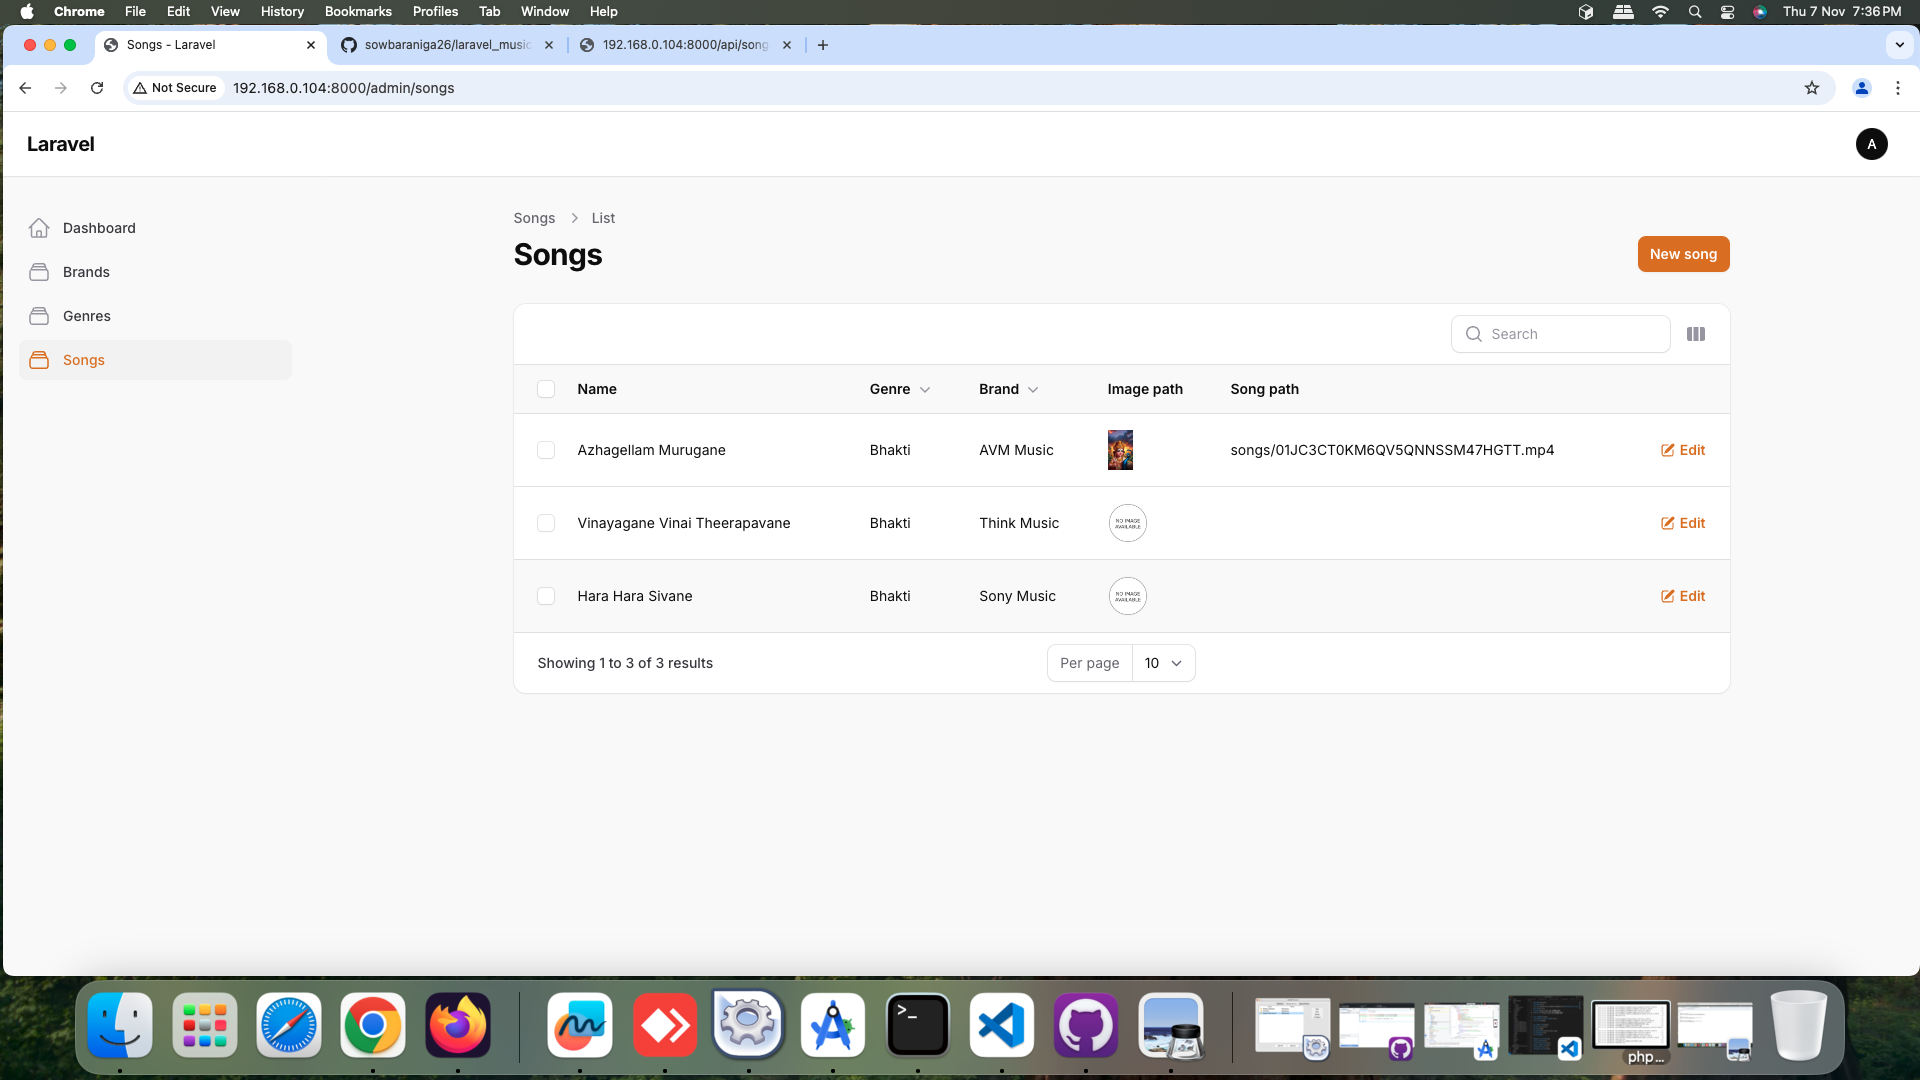 Chrome File Edit View History Bookmarks Profiles Tab Window Help Thu 7 Nov 7:36 PM
Songs - Laravel sowbaraniga26/laravel_music 192.168.0.104:8000/api/song
Not Secure 192.168.0.104:8000/admin/songs
Laravel A
Dashboard
Brands
Genres
Songs
Songs List
Songs New song
Search
Name Genre Brand Image path Song path
Azhagellam Murugane Bhakti AVM Music songs/01JC3CT0KM6QV5QNNSSM47HGTT.mp4 Edit
Vinayagane Vinai Theerapavane Bhakti Think Music NO IMAGE AVAILABLE Edit
Hara Hara Sivane Bhakti Sony Music NO IMAGE AVAILABLE Edit
Showing 1 to 3 of 3 results Per page 10
php...